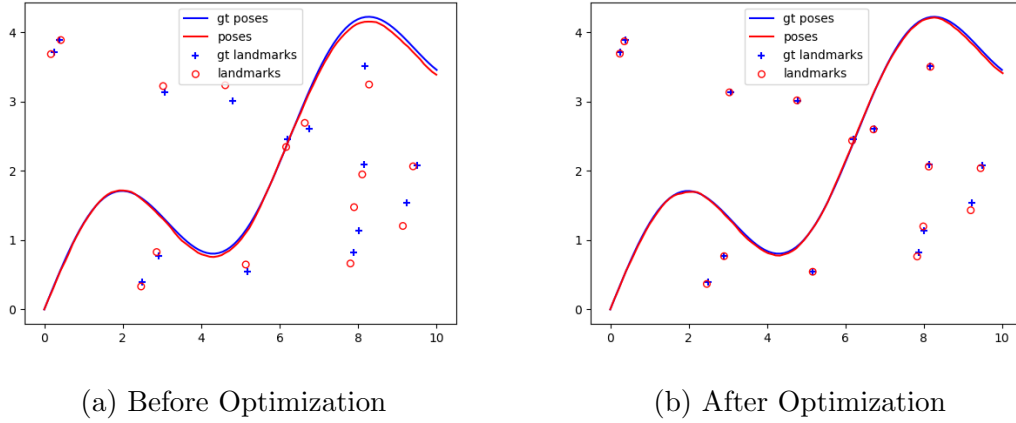 gt poses
poses
gt landmarks
landmarks
4
3
2
1
0
0 2 4 6 8 10
(a) Before Optimization
gt poses
poses
gt landmarks
landmarks
4
3
2
1
0
0 2 4 6 8 10
(b) After Optimization